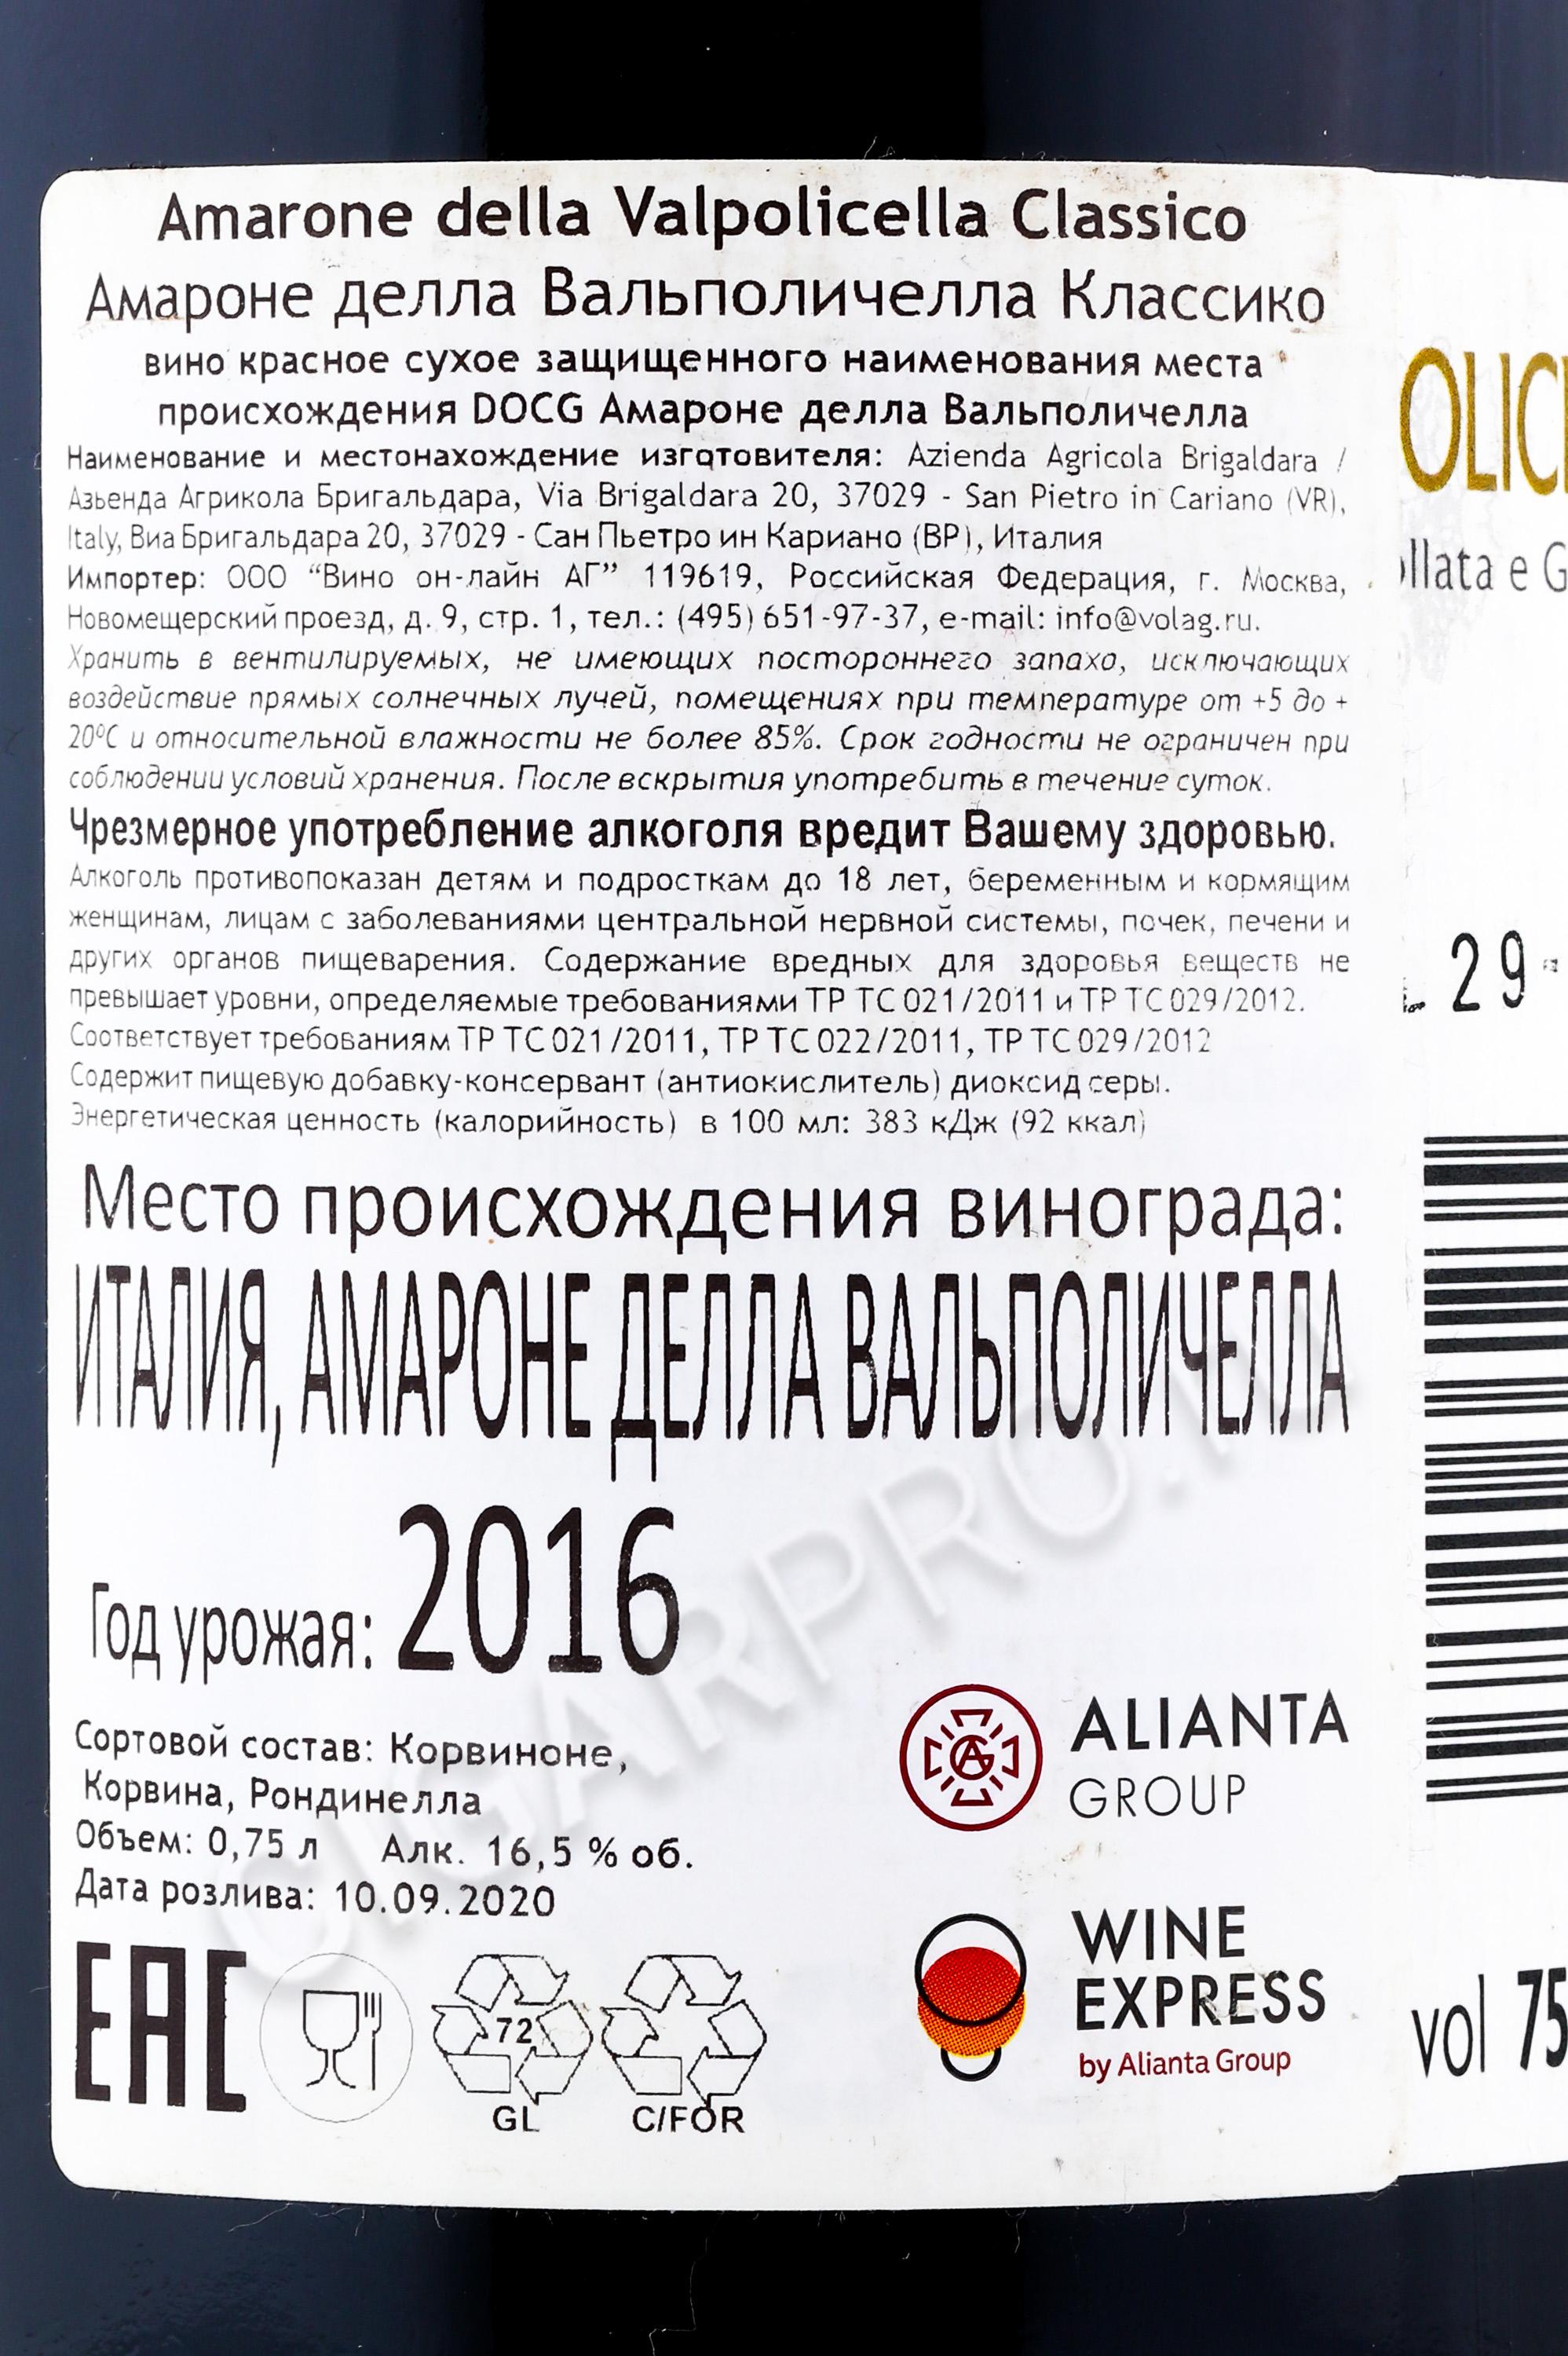 Amarone della Valpolicella Classico
Амароне делла Вальполичелла Классико
вино красное сухое защищенного наименования места
происхождения DOCG Амароне делла Вальполичелла
Наименование и местонахождение изготовителя: Azienda Agricola Brigaldara /
Азьенда Агрикола Бригальдара, Via Brigaldara 20, 37029 - San Pietro in Cariano (VR),
Italy, Виа Бригальдара 20, 37029 - Сан Пьетро ин Кариано (ВР), Италия
Импортер: ООО “Вино он-лайн АГ” 119619, Российская Федерация, г. Москва,
Новомещерский проезд, д. 9, стр. 1, тел.: (495) 651-97-37, e-mail: info@volag.ru.
Хранить в вентилируемых, не имеющих постороннего запаха, исключающих
воздействие прямых солнечных лучей, помещениях при температуре от +5 до +
20ºС и относительной влажности не более 85%. Срок годности не ограничен при
соблюдении условий хранения. После вскрытия употребить в течение суток.
Чрезмерное употребление алкоголя вредит Вашему здоровью.
Алкоголь противопоказан детям и подросткам до 18 лет, беременным и кормящим
женщинам, лицам с заболеваниями центральной нервной системы, почек, печени и
других органов пищеварения. Содержание вредных для здоровья веществ не
превышает уровни, определяемые требованиями ТР ТС 021/2011 и ТР ТС 029/2012.
Соответствует требованиям ТР ТС 021/2011, ТР ТС 022/2011, ТР ТС 029/2012
Содержит пищевую добавку-консервант (антиокислитель) диоксид серы.
Энергетическая ценность (калорийность) в 100 мл: 383 кДж (92 ккал)
Место происхождения винограда:
ИТАЛИЯ, АМАРОНЕ ДЕЛЛА ВАЛЬПОЛИЧЕЛЛА
Год урожая: 2016
Сортовой состав: Корвиноне,
Корвина, Рондинелла
Объем: 0,75 л Алк. 16,5 % об.
Дата розлива: 10.09.2020
EAC
72
GL
C/FOR
ALIANTA
GROUP
WINE
EXPRESS
by Alianta Group
OLIC
llata e G
L 29-
vol 75
CIGARPRO.RU